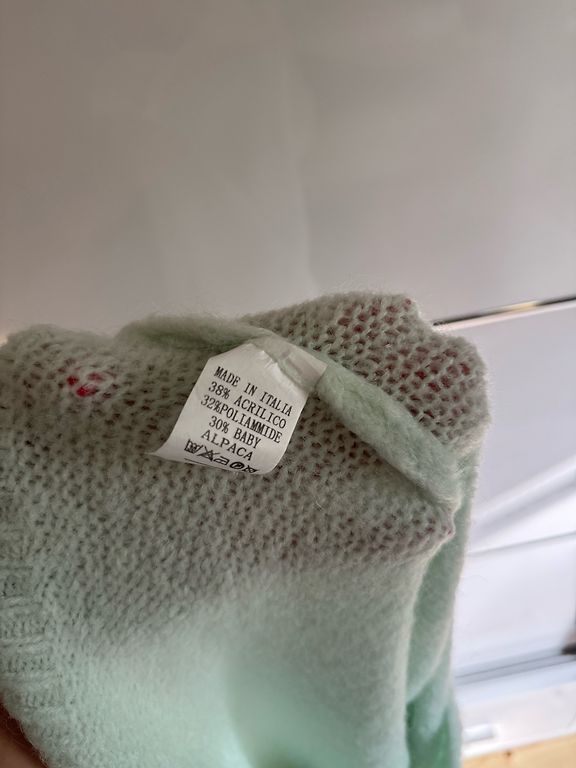 MADE IN ITALIA
38% ACRILICO
32%POLIAMMIDE
30% BABY
ALPACA